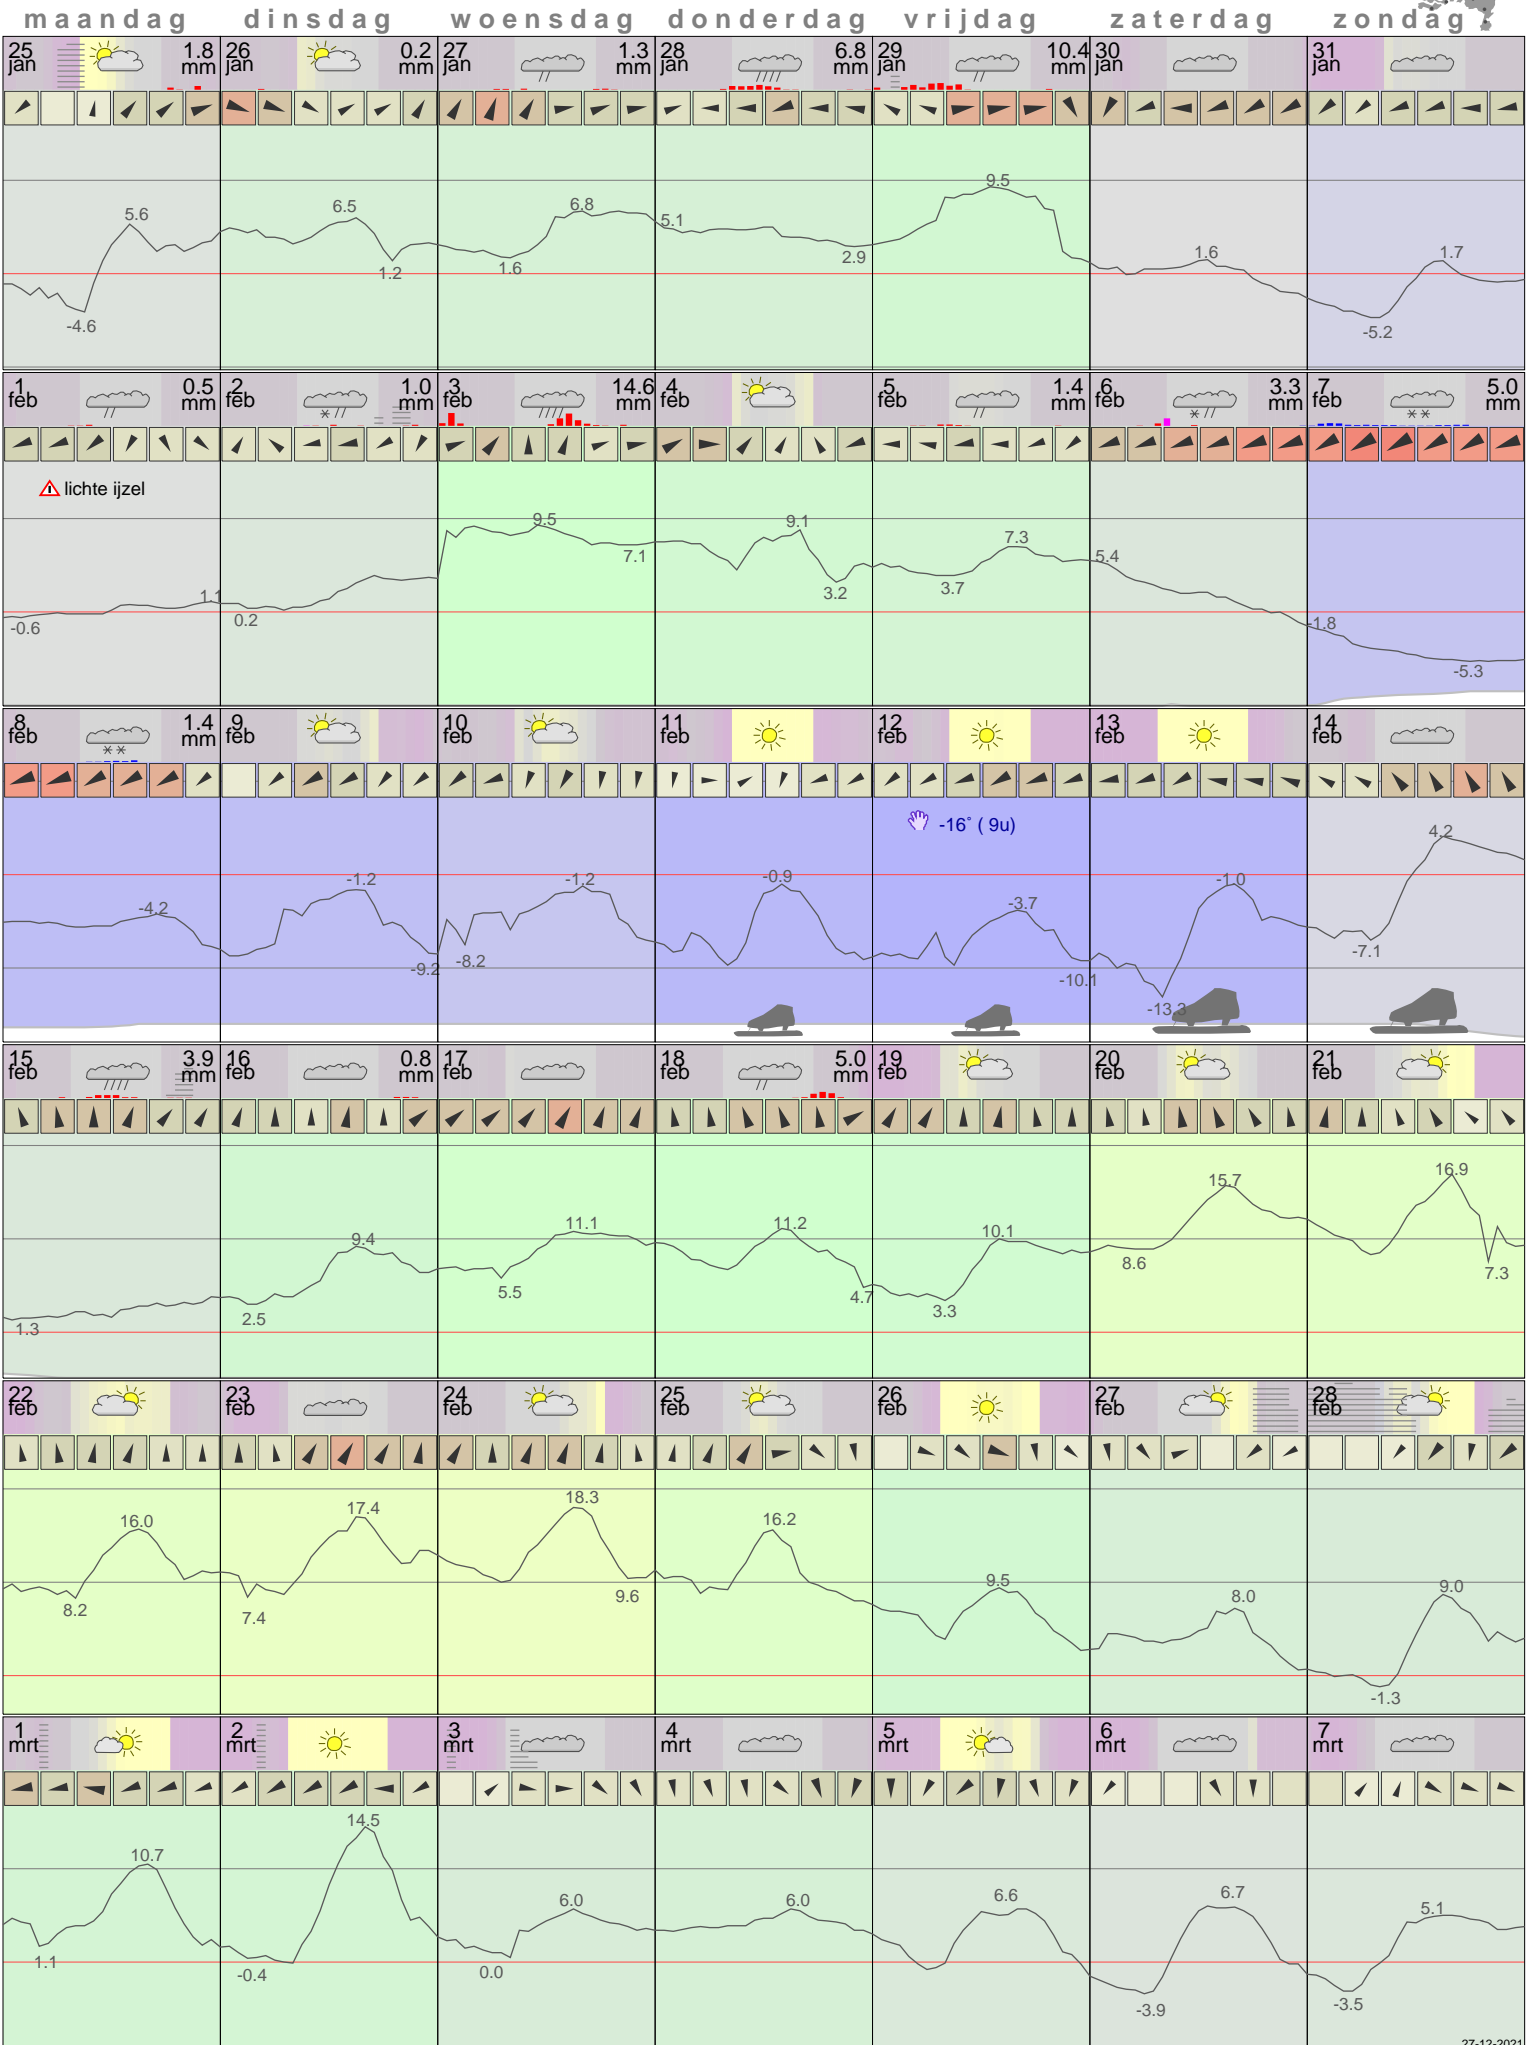 maandag dinsdag woensdag donderdag vrijdag zaterdag zondag
25 jan 1.8 mm 26 jan 0.2 mm 27 jan 1.3 mm 28 jan 6.8 mm 29 jan 10.4 mm 30 jan 31 jan
5.6 6.5 6.8 5.1 9.5 1.6 1.7
-4.6 1.2 1.6 2.9 -5.2
1 feb 0.5 mm 2 feb 1.0 mm 3 feb 14.6 mm 4 feb 5 feb 1.4 mm 6 feb 3.3 mm 7 feb 5.0 mm
lichte ijzel
-0.6 1.1 0.2 9.5 7.1 9.1 3.2 3.7 7.3 5.4 -1.8 -5.3
8 feb 1.4 mm 9 feb 10 feb 11 feb 12 feb 13 feb 14 feb
-16° ( 9u)
-4.2 -1.2 -9.2 -8.2 -1.2 -0.9 -3.7 -10.1 -13.3 -1.0 -7.1 4.2
15 feb 3.9 mm 16 feb 0.8 mm 17 feb 18 feb 5.0 mm 19 feb 20 feb 21 feb
1.3 2.5 9.4 5.5 11.1 11.2 4.7 3.3 10.1 8.6 15.7 16.9 7.3
22 feb 23 feb 24 feb 25 feb 26 feb 27 feb 28 feb
8.2 16.0 7.4 17.4 18.3 9.6 16.2 9.5 8.0 -1.3 9.0
1 mrt 2 mrt 3 mrt 4 mrt 5 mrt 6 mrt 7 mrt
1.1 10.7 -0.4 14.5 0.0 6.0 6.0 6.6 -3.9 6.7 -3.5 5.1
27-12-2021